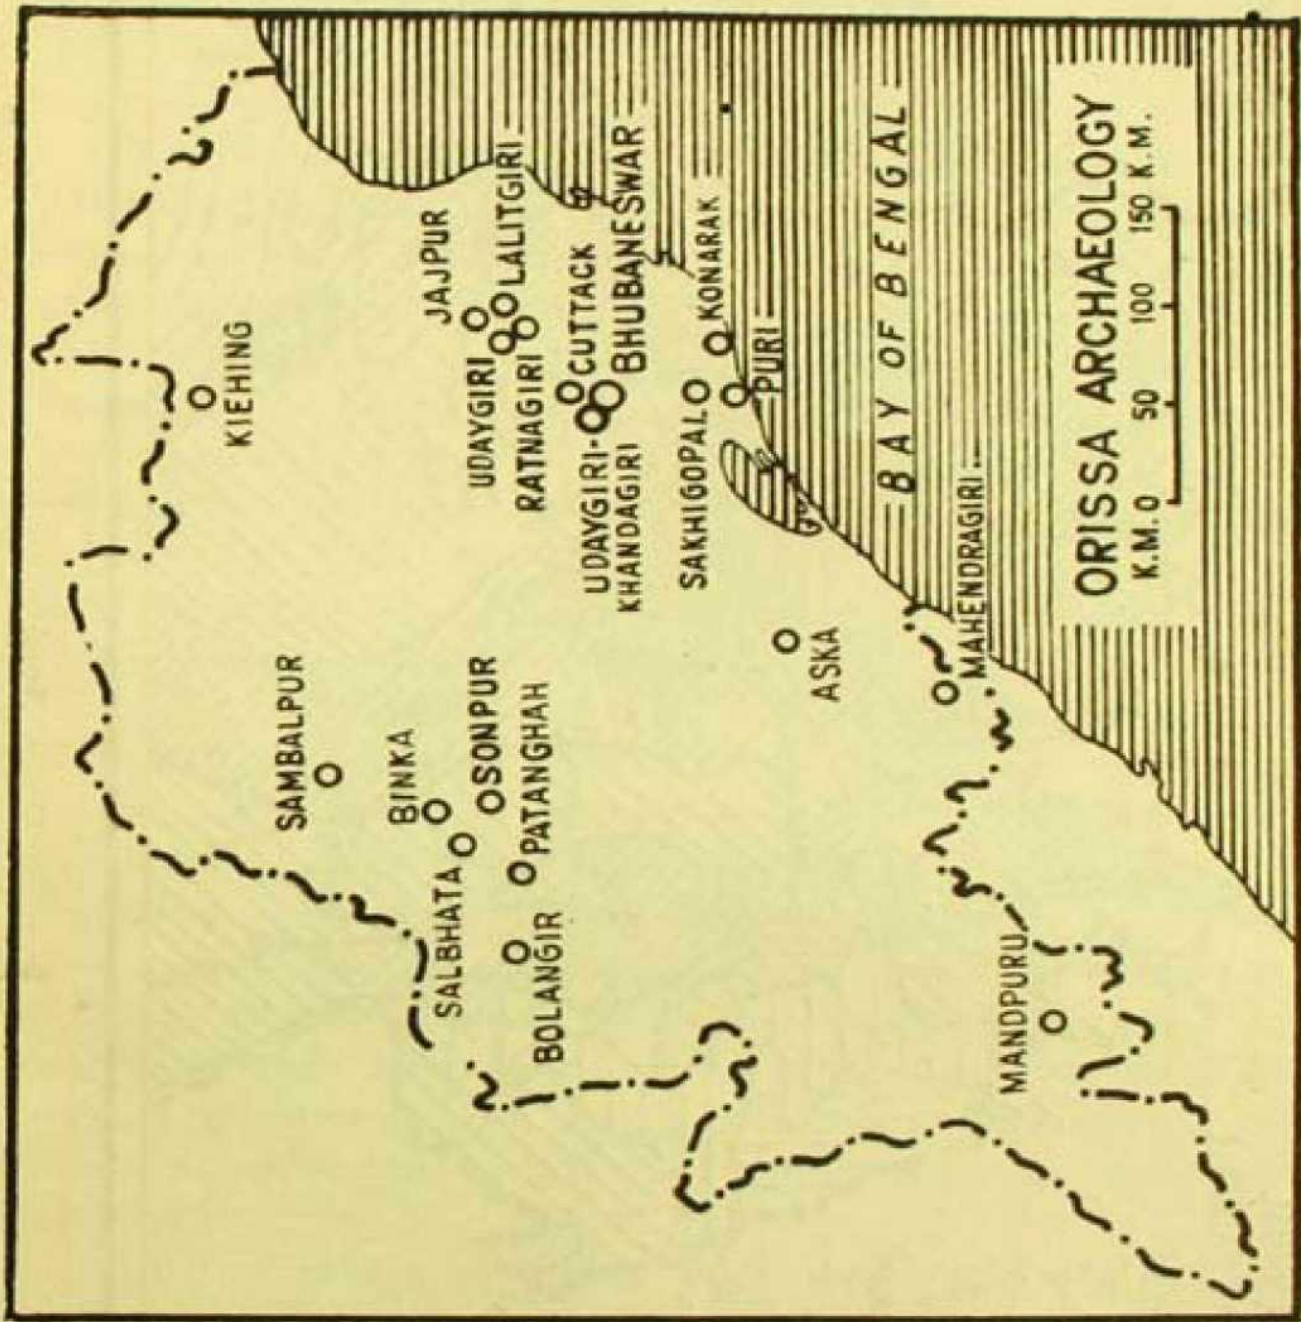 KIEHING
SAMBALPUR
BINKA
SALBHATA
SONPUR
PATANGHAH
BOLANGIR
JAJPUR
UDAYGIRI
LALITGIRI
RATNAGIRI
CUTTACK
UDAYGIRI-
KHANDAGIRI
BHUBANESWAR
SAKHIGOPAL
KONARAK
PURI
ASKA
BAY OF BENGAL
MAHENDRAGIRI
MANDPURU
ORISSA ARCHAEOLOGY
K.M. 0 50 100 150 K.M.